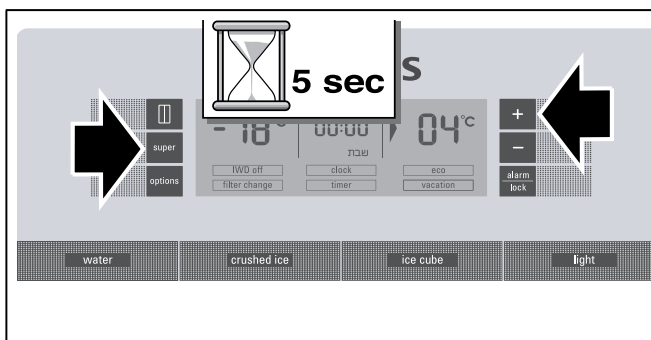 5 sec
S
super
options
- 18°C
00:00
שבת
04°C
IWD off
clock
eco
filter change
timer
vacation
+
−
alarm
lock
water
crushed ice
ice cube
light